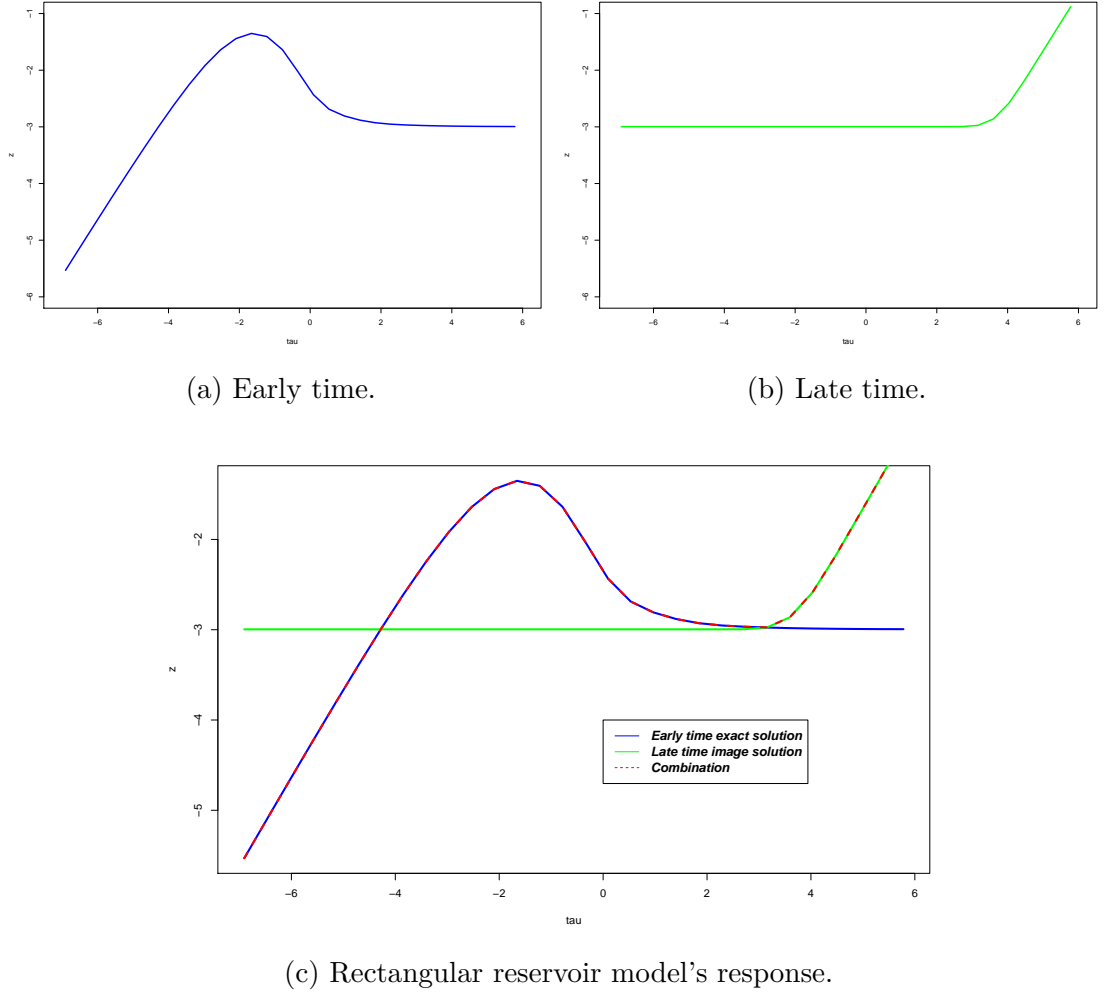 −1
−2
−3
−4
−5
−6
z
−6 −4 −2 0 2 4 6
tau
(a) Early time.
−1
−2
−3
−4
−5
−6
z
−6 −4 −2 0 2 4 6
tau
(b) Late time.
−2
−3
−4
−5
z
Early time exact solution
Late time image solution
Combination
−6 −4 −2 0 2 4 6
tau
(c) Rectangular reservoir model's response.